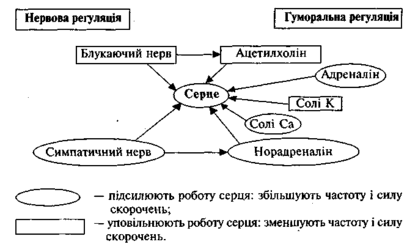 Нервова регуляція
Гуморальна регуляція
Блукаючий нерв
Ацетилхолін
Адреналін
Серце
Солі К
Солі Са
Симпатичний нерв
Норадреналін
— підсилюють роботу серця: збільшують частоту і силу
скорочень;
— уповільнюють роботу серця: зменшують частоту і силу
скорочень.